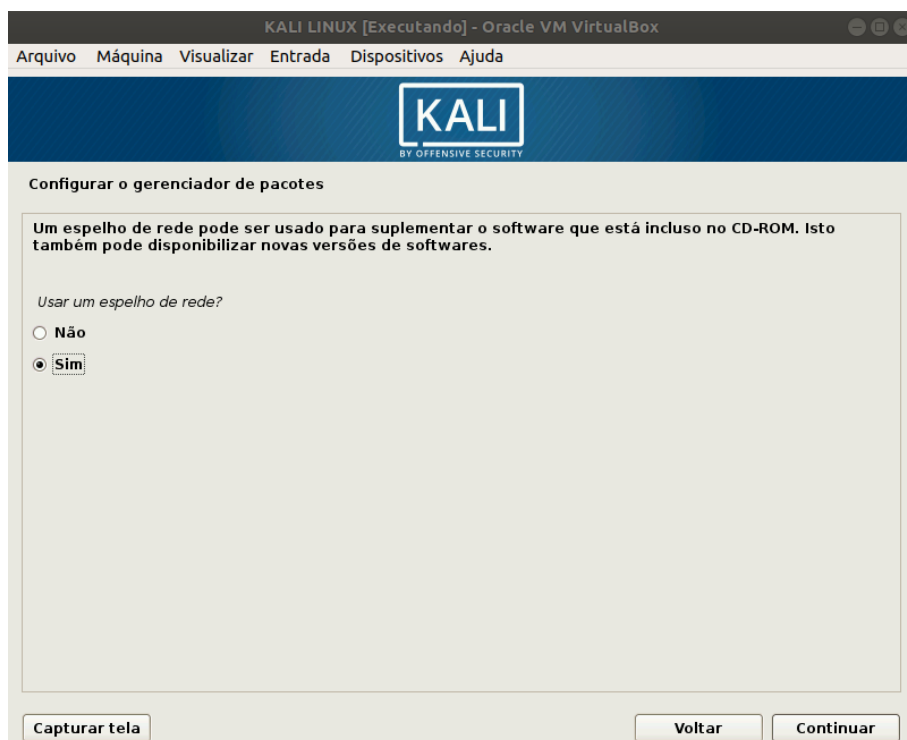 KALI LINUX [Executando] - Oracle VM VirtualBox
Arquivo Máquina Visualizar Entrada Dispositivos Ajuda
KALI
BY OFFENSIVE SECURITY
Configurar o gerenciador de pacotes
Um espelho de rede pode ser usado para suplementar o software que está incluso no CD-ROM. Isto
também pode disponibilizar novas versões de softwares.
Usar um espelho de rede?
Não
Sim
Capturar tela Voltar Continuar